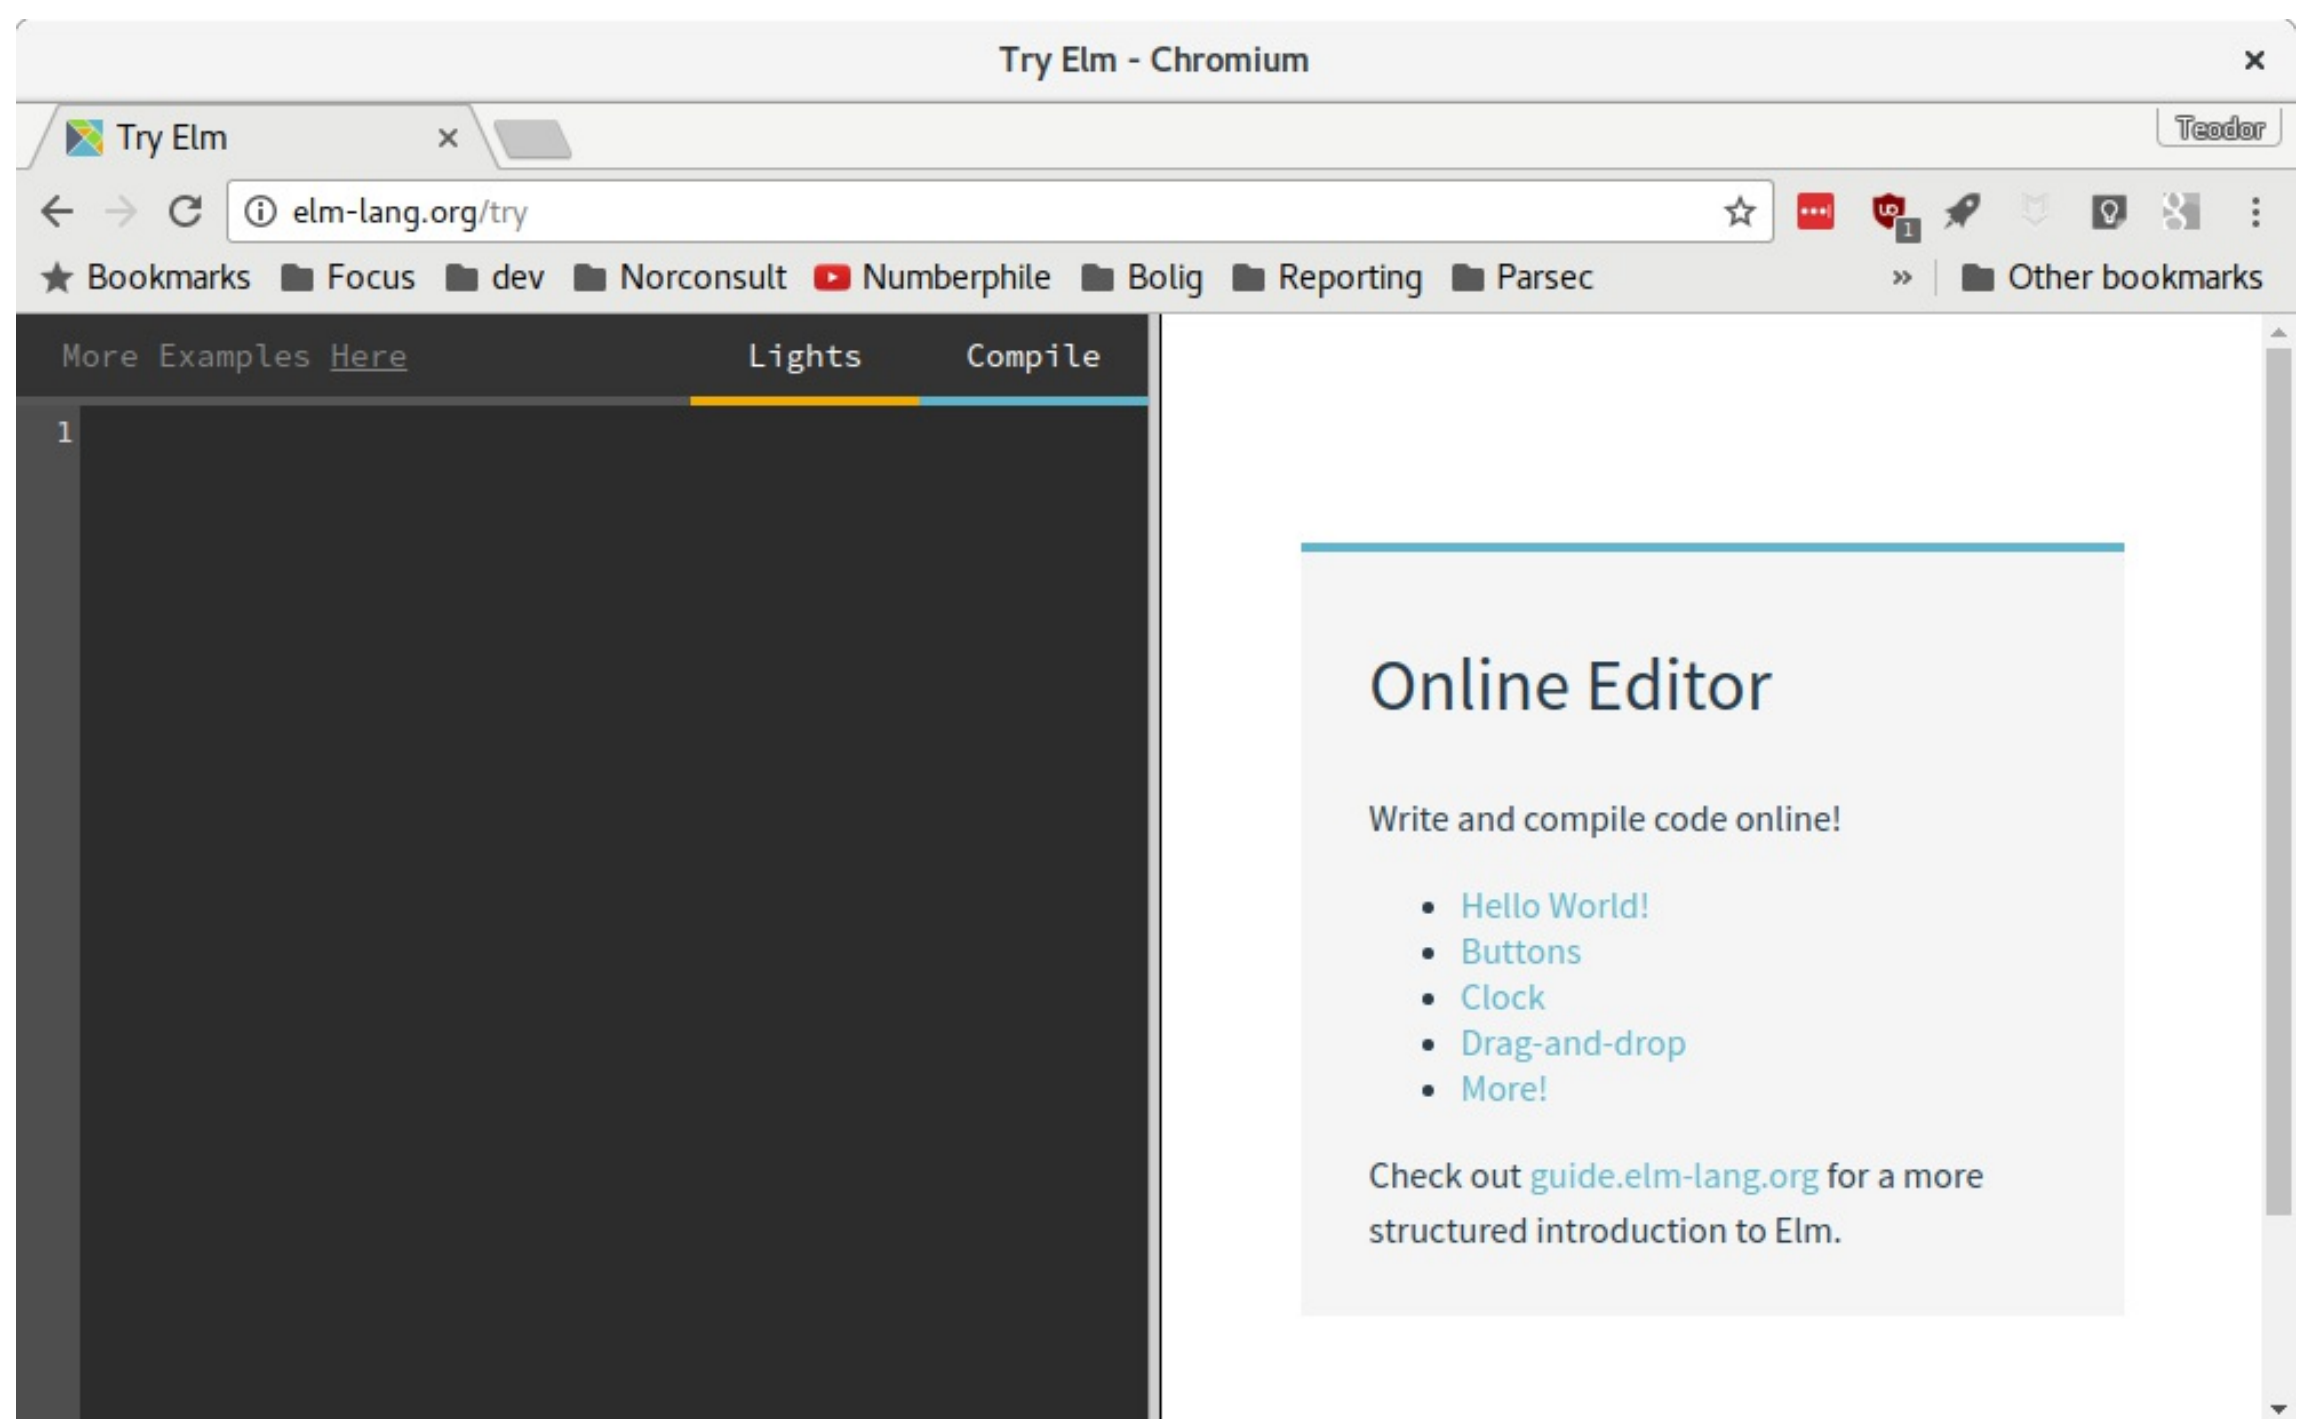 Try Elm - Chromium
Try Elm
Teodor
elm-lang.org/try
1
Bookmarks Focus dev Norconsult Numberphile Bolig Reporting Parsec » Other bookmarks
More Examples Here Lights Compile
1
Online Editor
Write and compile code online!
Hello World!
Buttons
Clock
Drag-and-drop
More!
Check out guide.elm-lang.org for a more
structured introduction to Elm.